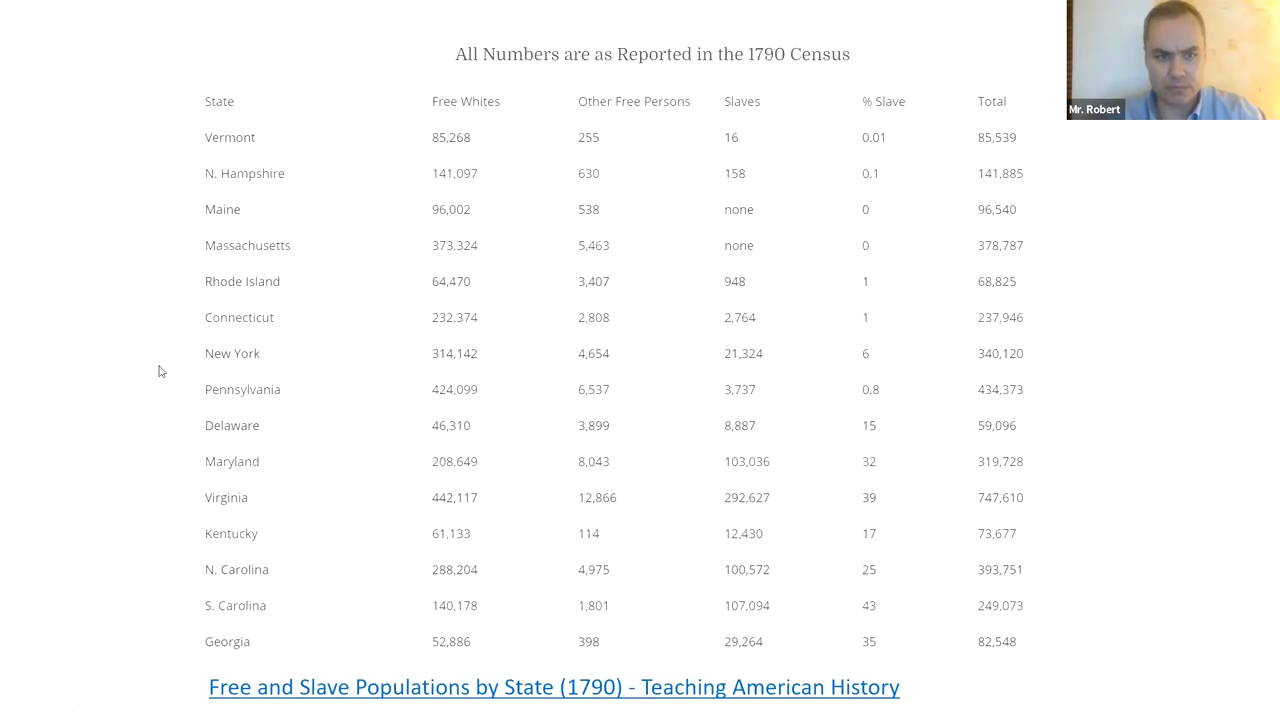 All Numbers are as Reported in the 1790 Census
Mr. Robert
State Free Whites Other Free Persons Slaves % Slave Total
Vermont 85,268 255 16 0.01 85,539
N. Hampshire 141,097 630 158 0.1 141,885
Maine 96,002 538 none 0 96,540
Massachusetts 373,324 5,463 none 0 378,787
Rhode Island 64,470 3,407 948 1 68,825
Connecticut 232,374 2,808 2,764 1 237,946
New York 314,142 4,654 21,324 6 340,120
Pennsylvania 424,099 6,537 3,737 0.8 434,373
Delaware 46,310 3,899 8,887 15 59,096
Maryland 208,649 8,043 103,036 32 319,728
Virginia 442,117 12,866 292,627 39 747,610
Kentucky 61,133 114 12,430 17 73,677
N. Carolina 288,204 4,975 100,572 25 393,751
S. Carolina 140,178 1,801 107,094 43 249,073
Georgia 52,886 398 29,264 35 82,548
Free and Slave Populations by State (1790) - Teaching American History